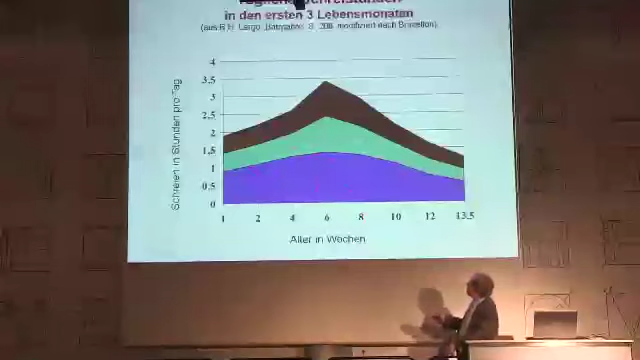 in den ersten 3 Lebensmonaten
4
3.5
3
2.5
2
1.5
1
0.5
0
Schreien in Stunden pro Tag
1 2 4 6 8 10 12 13.5
Alter in Wochen